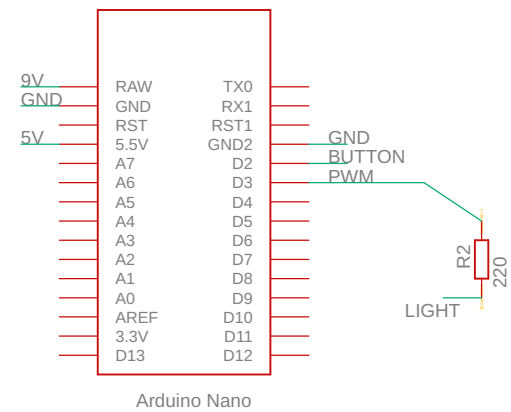 9V
GND
5V
RAW
GND
RST
5.5V
A7
A6
A5
A4
A3
A2
A1
A0
AREF
3.3V
D13
TX0
RX1
RST1
GND2
D2
D3
D4
D5
D6
D7
D8
D9
D10
D11
D12
GND
BUTTON
PWM
R2
220
LIGHT
Arduino Nano